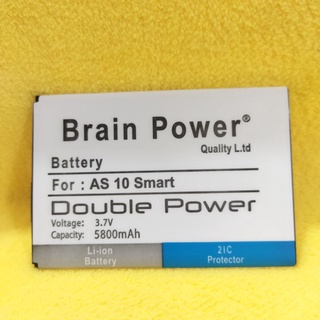 Brain Power®
Quality L.td
Battery
For : AS 10 Smart
Double Power
Voltage: 3.7V
Capacity: 5800mAh
Li-ion
Battery
2IC
Protector